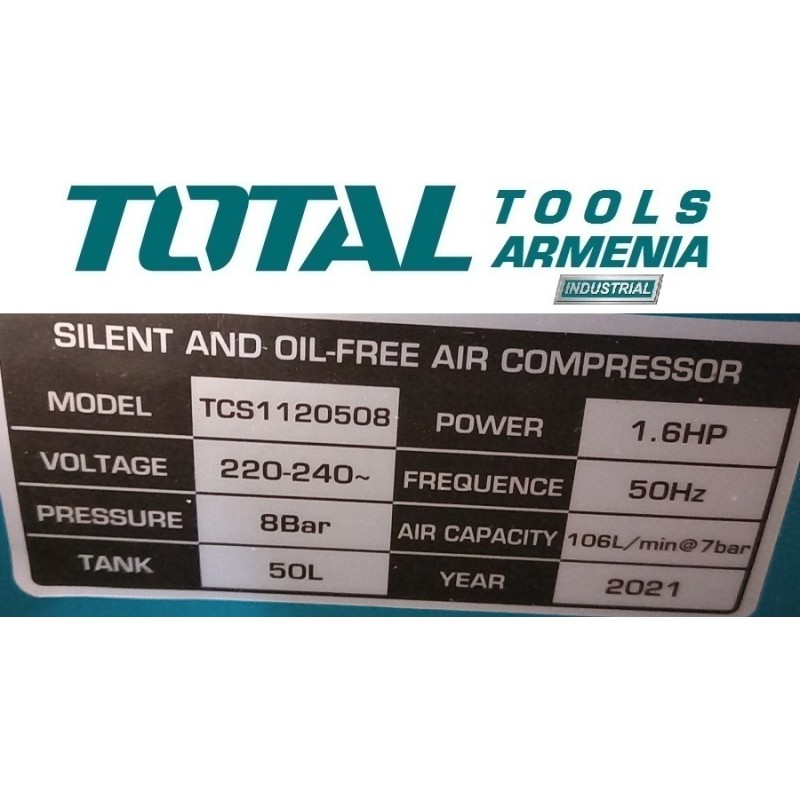 TOTAL TOOLS
ARMENIA
INDUSTRIAL
SILENT AND OIL-FREE AIR COMPRESSOR
MODEL TCS1120508 POWER 1.6HP
VOLTAGE 220-240~ FREQUENCE 50Hz
PRESSURE 8Bar AIR CAPACITY 106L/min@7bar
TANK 50L YEAR 2021